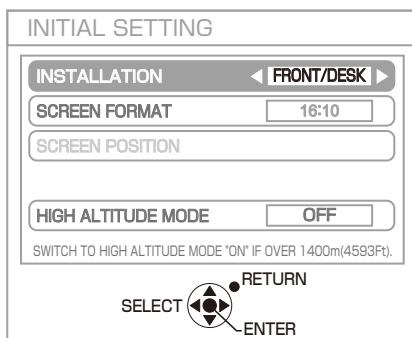 INITIAL SETTING
INSTALLATION FRONT/DESK
SCREEN FORMAT 16:10
SCREEN POSITION
HIGH ALTITUDE MODE OFF
SWITCH TO HIGH ALTITUDE MODE "ON" IF OVER 1400m(4593Ft).
RETURN
SELECT
ENTER